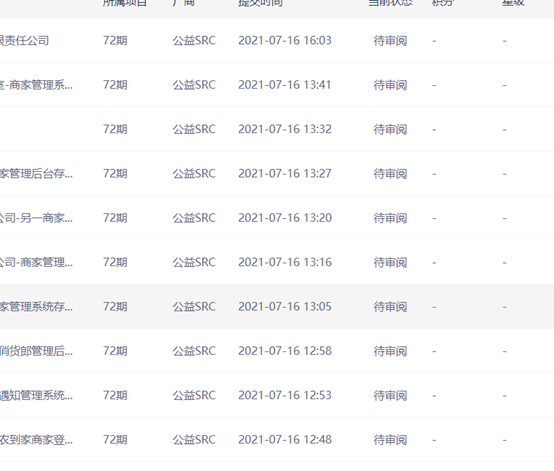 所属项目 厂商 提交时间 当前状态 积分 星级
限责任公司 72期 公益SRC 2021-07-16 16:03 待审阅 - -
-商家管理系... 72期 公益SRC 2021-07-16 13:41 待审阅 - -
72期 公益SRC 2021-07-16 13:32 待审阅 - -
家管理后台存... 72期 公益SRC 2021-07-16 13:27 待审阅 - -
公司-另一商家... 72期 公益SRC 2021-07-16 13:20 待审阅 - -
公司-商家管理... 72期 公益SRC 2021-07-16 13:16 待审阅 - -
家管理系统存... 72期 公益SRC 2021-07-16 13:05 待审阅 - -
俏货郎管理后... 72期 公益SRC 2021-07-16 12:58 待审阅 - -
遇知管理系统... 72期 公益SRC 2021-07-16 12:53 待审阅 - -
农到家商家登... 72期 公益SRC 2021-07-16 12:48 待审阅 - -